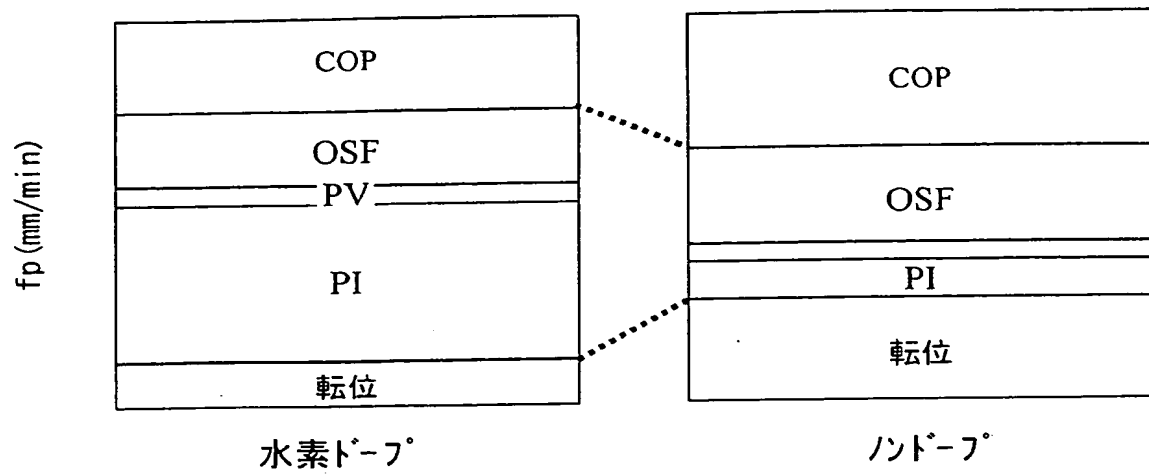 fp(mm/min)
COP
OSF
PV
PI
転位
水素ﾄﾞｰﾌﾟ
COP
OSF
PI
転位
ﾉﾝﾄﾞｰﾌﾟ